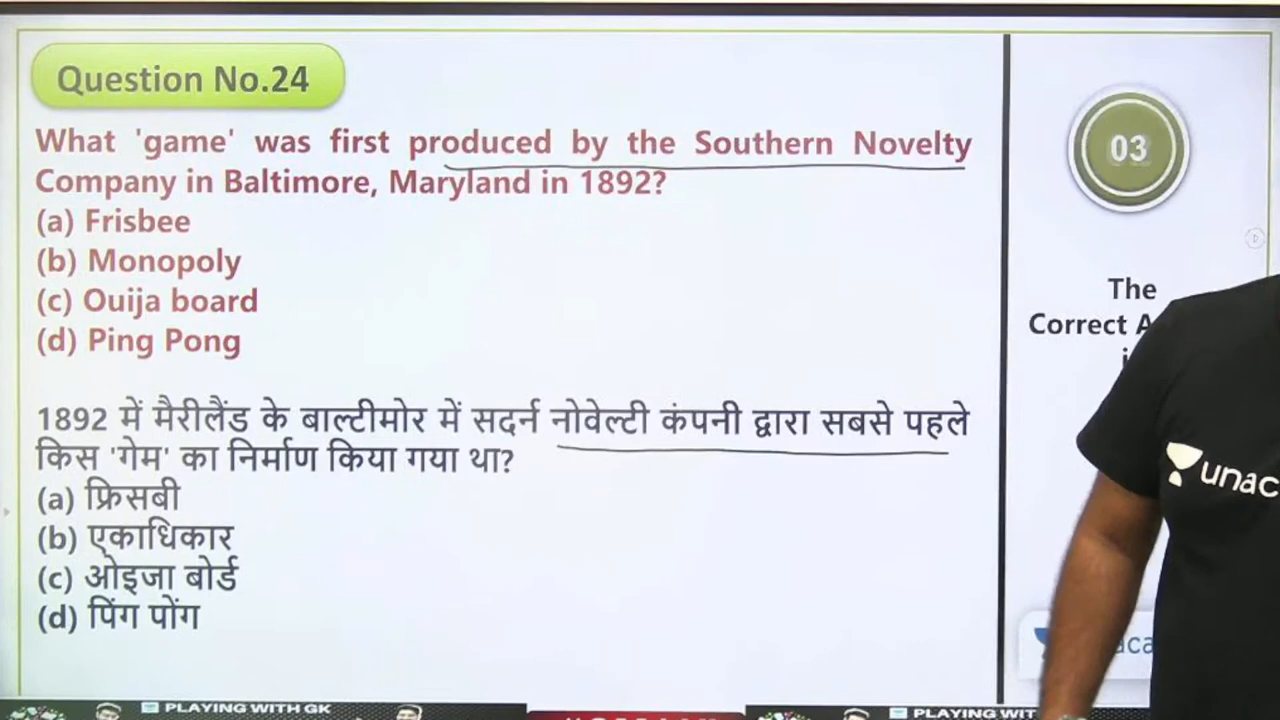 Question No.24
What 'game' was first produced by the Southern Novelty
Company in Baltimore, Maryland in 1892?
(a) Frisbee
(b) Monopoly
(c) Ouija board
(d) Ping Pong
1892 में मैरीलैंड के बाल्टीमोर में सदर्न नोवेल्टी कंपनी द्वारा सबसे पहले
किस 'गेम' का निर्माण किया गया था?
(a) फ्रिसबी
(b) एकाधिकार
(c) ओइजा बोर्ड
(d) पिंग पोंग
03
The
Correct
unac
PLAYING WITH GK
PLAYING WIT